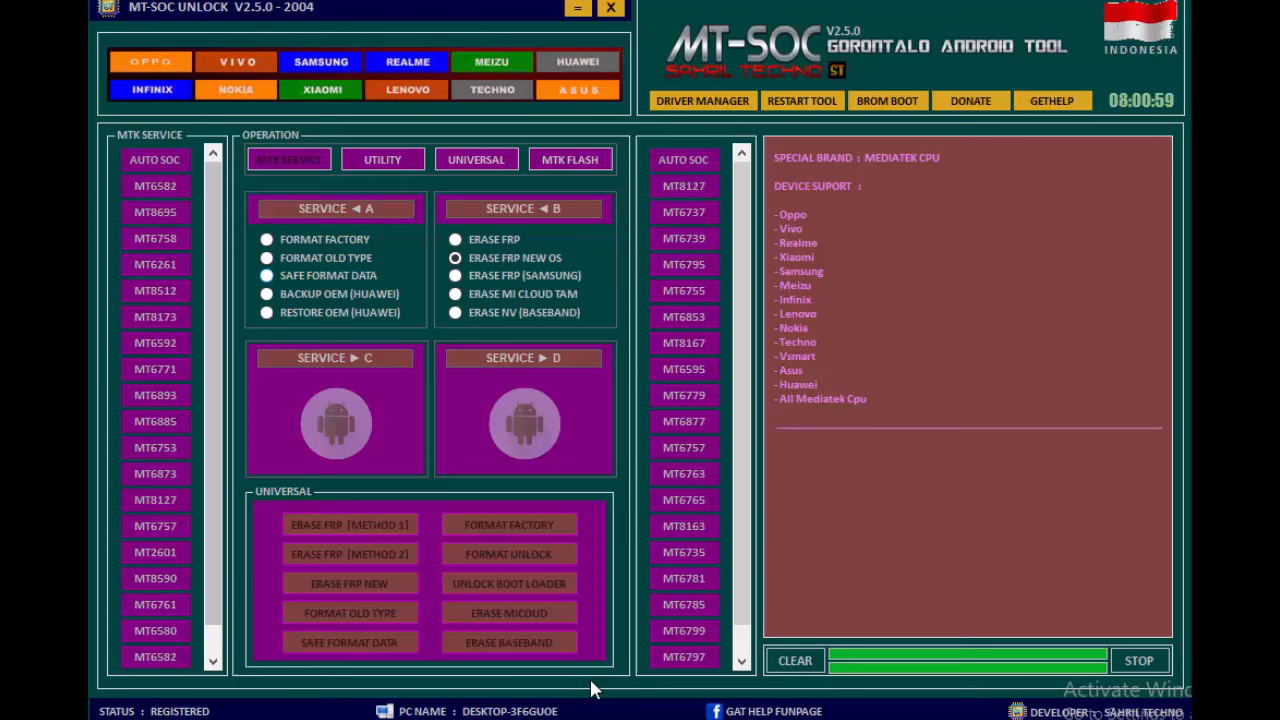 MT-SOC UNLOCK V2.5.0 - 2004
=
X
OPPO VIVO SAMSUNG REALME MEIZU HUAWEI
INFINIX NOKIA XIAOMI LENOVO TECHNO ASUS
MT-SOC V2.5.0
GORONTALO ANDROID TOOL
SAHRIL TECHNO ST
INDONESIA
DRIVER MANAGER RESTART TOOL BROM BOOT DONATE GETHELP 08:00:59
MTK SERVICE
AUTO SOC
MT6582
MT8695
MT6758
MT6261
MT8512
MT8173
MT6592
MT6771
MT6893
MT6885
MT6753
MT6873
MT8127
MT6757
MT2601
MT8590
MT6761
MT6580
MT6582
OPERATION
MTK SERVICE UTILITY UNIVERSAL MTK FLASH
SERVICE ◄ A
FORMAT FACTORY
FORMAT OLD TYPE
SAFE FORMAT DATA
BACKUP OEM (HUAWEI)
RESTORE OEM (HUAWEI)
SERVICE ◄ B
ERASE FRP
ERASE FRP NEW OS
ERASE FRP (SAMSUNG)
ERASE MI CLOUD TAM
ERASE NV (BASEBAND)
SERVICE ► C
SERVICE ► D
UNIVERSAL
ERASE FRP [METHOD 1] FORMAT FACTORY
ERASE FRP [METHOD 2] FORMAT UNLOCK
ERASE FRP NEW UNLOCK BOOT LOADER
FORMAT OLD TYPE ERASE MICOUD
SAFE FORMAT DATA ERASE BASEBAND
AUTO SOC
MT8127
MT6737
MT6739
MT6795
MT6755
MT6853
MT8167
MT6595
MT6779
MT6877
MT6757
MT6763
MT6765
MT8163
MT6735
MT6781
MT6785
MT6799
MT6797
SPECIAL BRAND : MEDIATEK CPU
DEVICE SUPORT :
- Oppo
- Vivo
- Realme
- Xiaomi
- Samsung
- Meizu
- Infinix
- Lenovo
- Nokia
- Techno
- Vsmart
- Asus
- Huawei
- All Mediatek Cpu
CLEAR STOP
Activate Winc
STATUS : REGISTERED PC NAME : DESKTOP-3F6GUOE GAT HELP FUNPAGE DEVELOPER : SAHRIL TECHNO